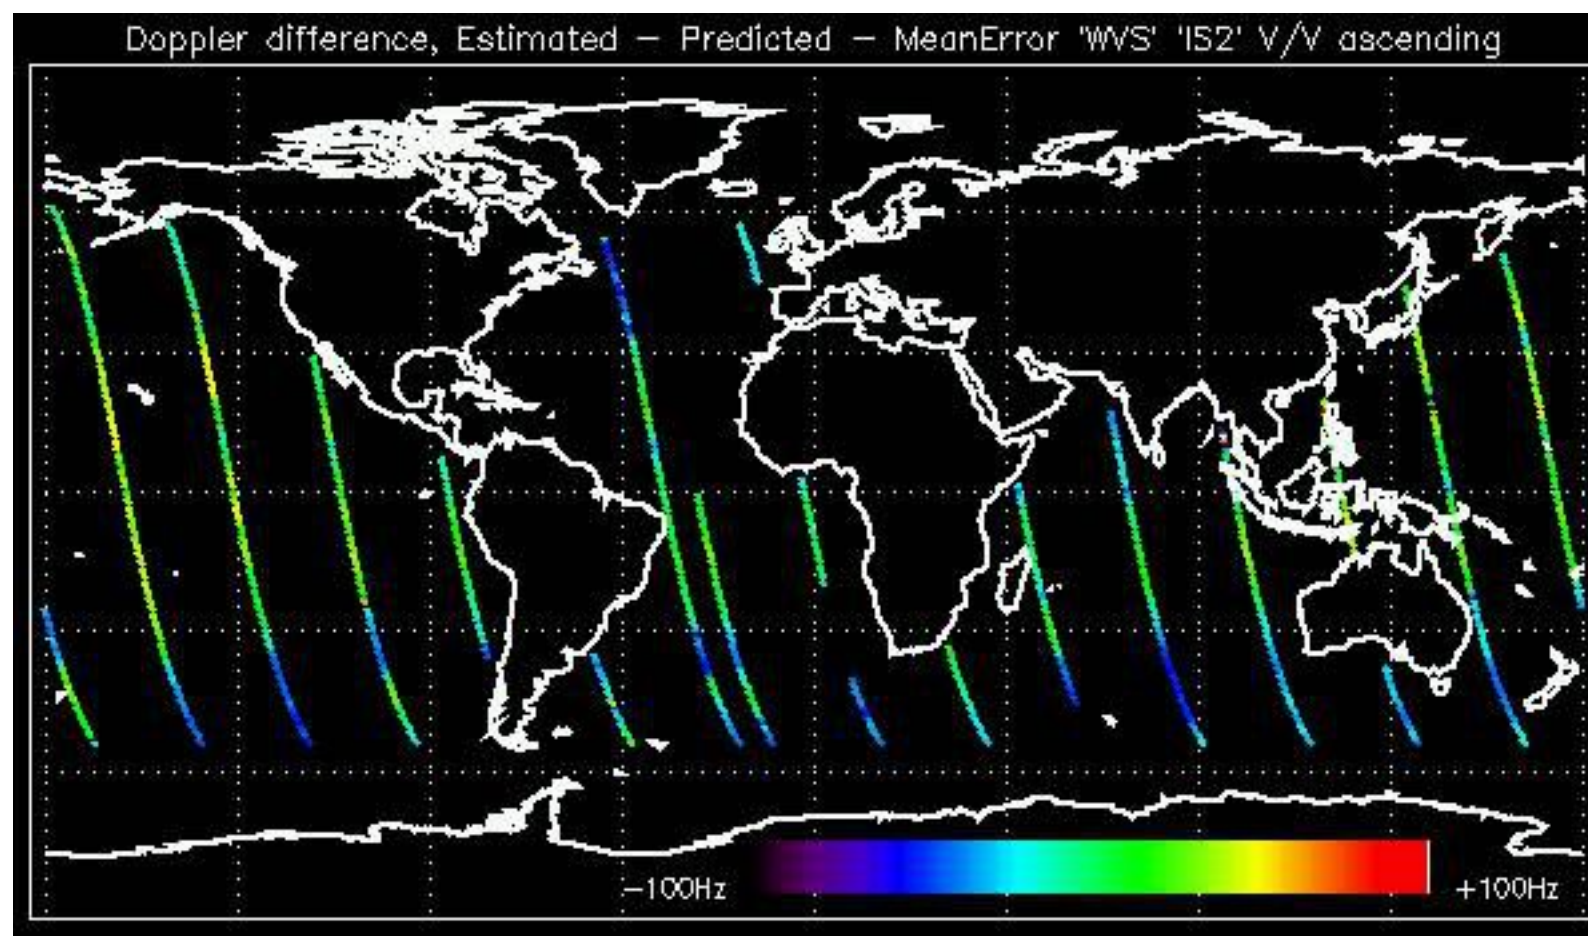 Doppler difference, Estimated – Predicted – MeanError 'WVS' 'IS2' V/V ascending
–100Hz +100Hz